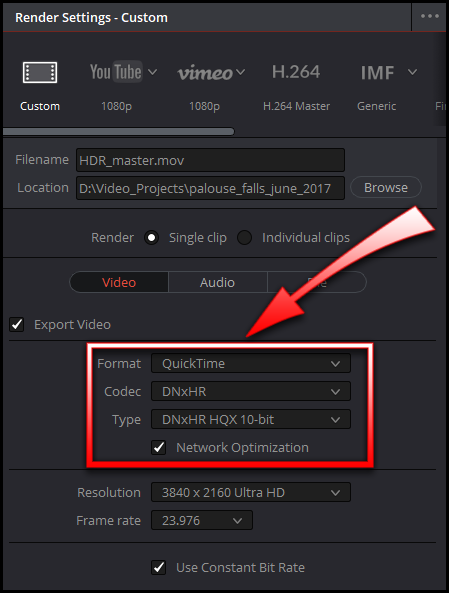 Render Settings - Custom
YouTube vimeo H.264 IMF
Custom 1080p 1080p H.264 Master Generic
Filename HDR_master.mov
Location D:\Video_Projects\palouse_falls_june_2017 Browse
Render Single clip Individual clips
Video Audio
Export Video
Format QuickTime
Codec DNxHR
Type DNxHR HQX 10-bit
Network Optimization
Resolution 3840 x 2160 Ultra HD
Frame rate 23.976
Use Constant Bit Rate